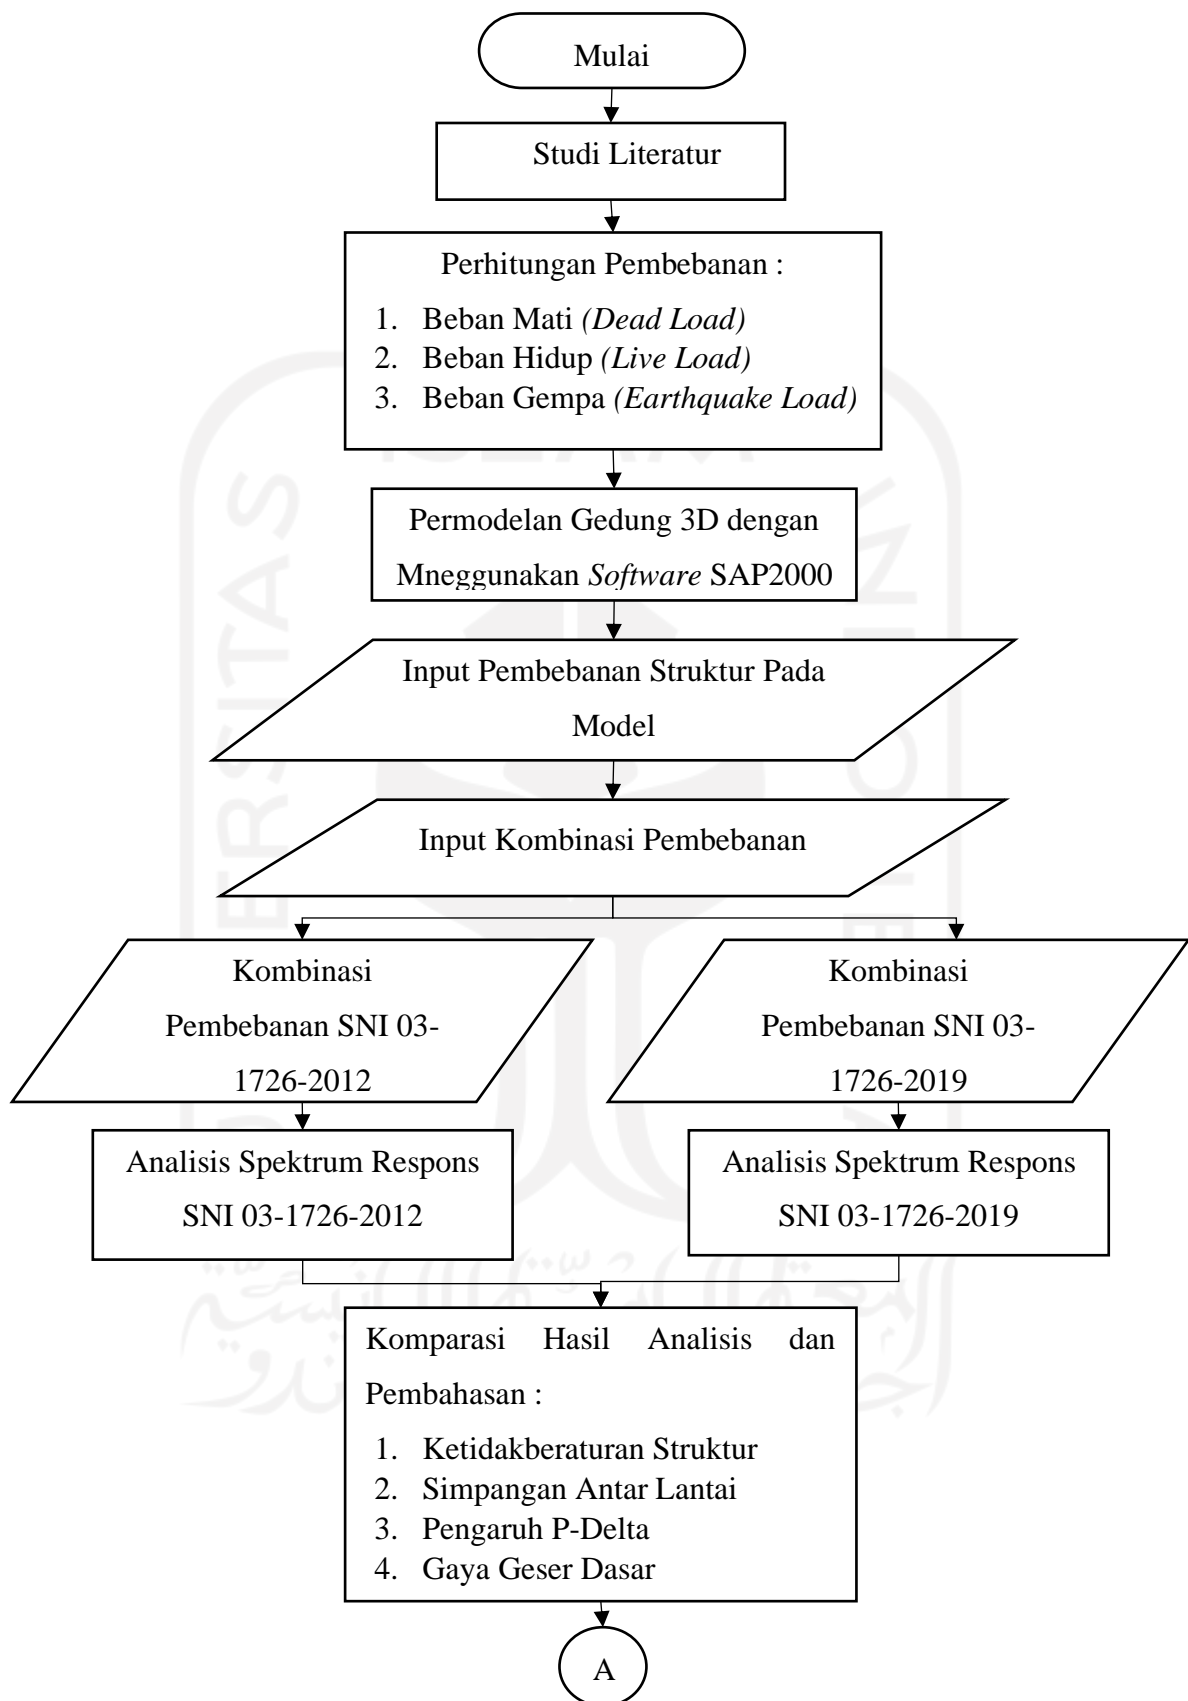 Mulai
Studi Literatur
Perhitungan Pembebanan :
1. Beban Mati (Dead Load)
2. Beban Hidup (Live Load)
3. Beban Gempa (Earthquake Load)
Permodelan Gedung 3D dengan
Mneggunakan Software SAP2000
Input Pembebanan Struktur Pada
Model
Input Kombinasi Pembebanan
Kombinasi
Pembebanan SNI 03-
1726-2012
Kombinasi
Pembebanan SNI 03-
1726-2019
Analisis Spektrum Respons
SNI 03-1726-2012
Analisis Spektrum Respons
SNI 03-1726-2019
Komparasi Hasil Analisis dan
Pembahasan :
1. Ketidakberaturan Struktur
2. Simpangan Antar Lantai
3. Pengaruh P-Delta
4. Gaya Geser Dasar
A